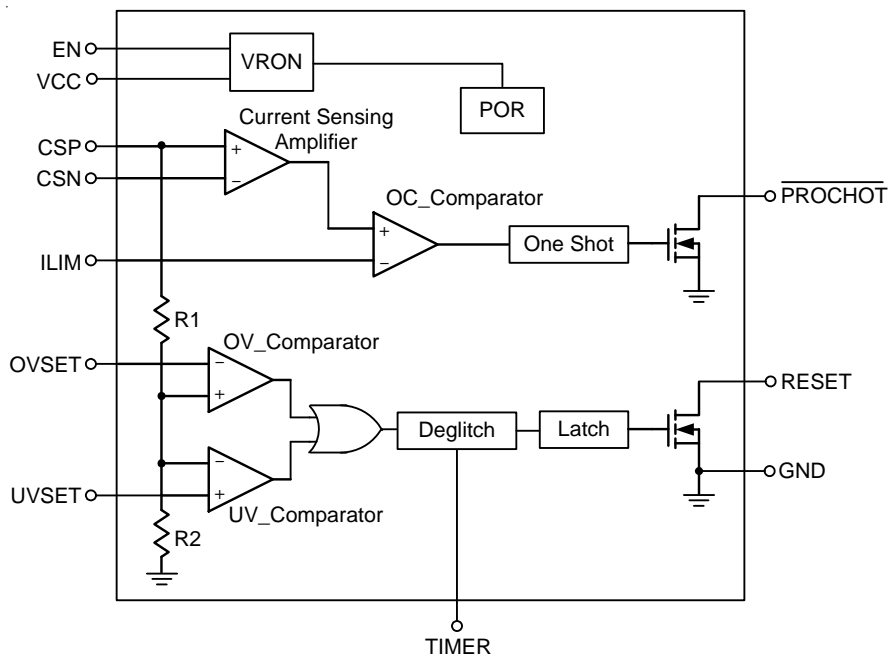 EN
VRON
VCC
POR
Current Sensing
Amplifier
CSP
+
CSN
−
OC_Comparator
PROCHOT
+
One Shot
ILIM
−
R1
OV_Comparator
OVSET
−
RESET
+
Deglitch
Latch
−
GND
UVSET
+
UV_Comparator
R2
TIMER